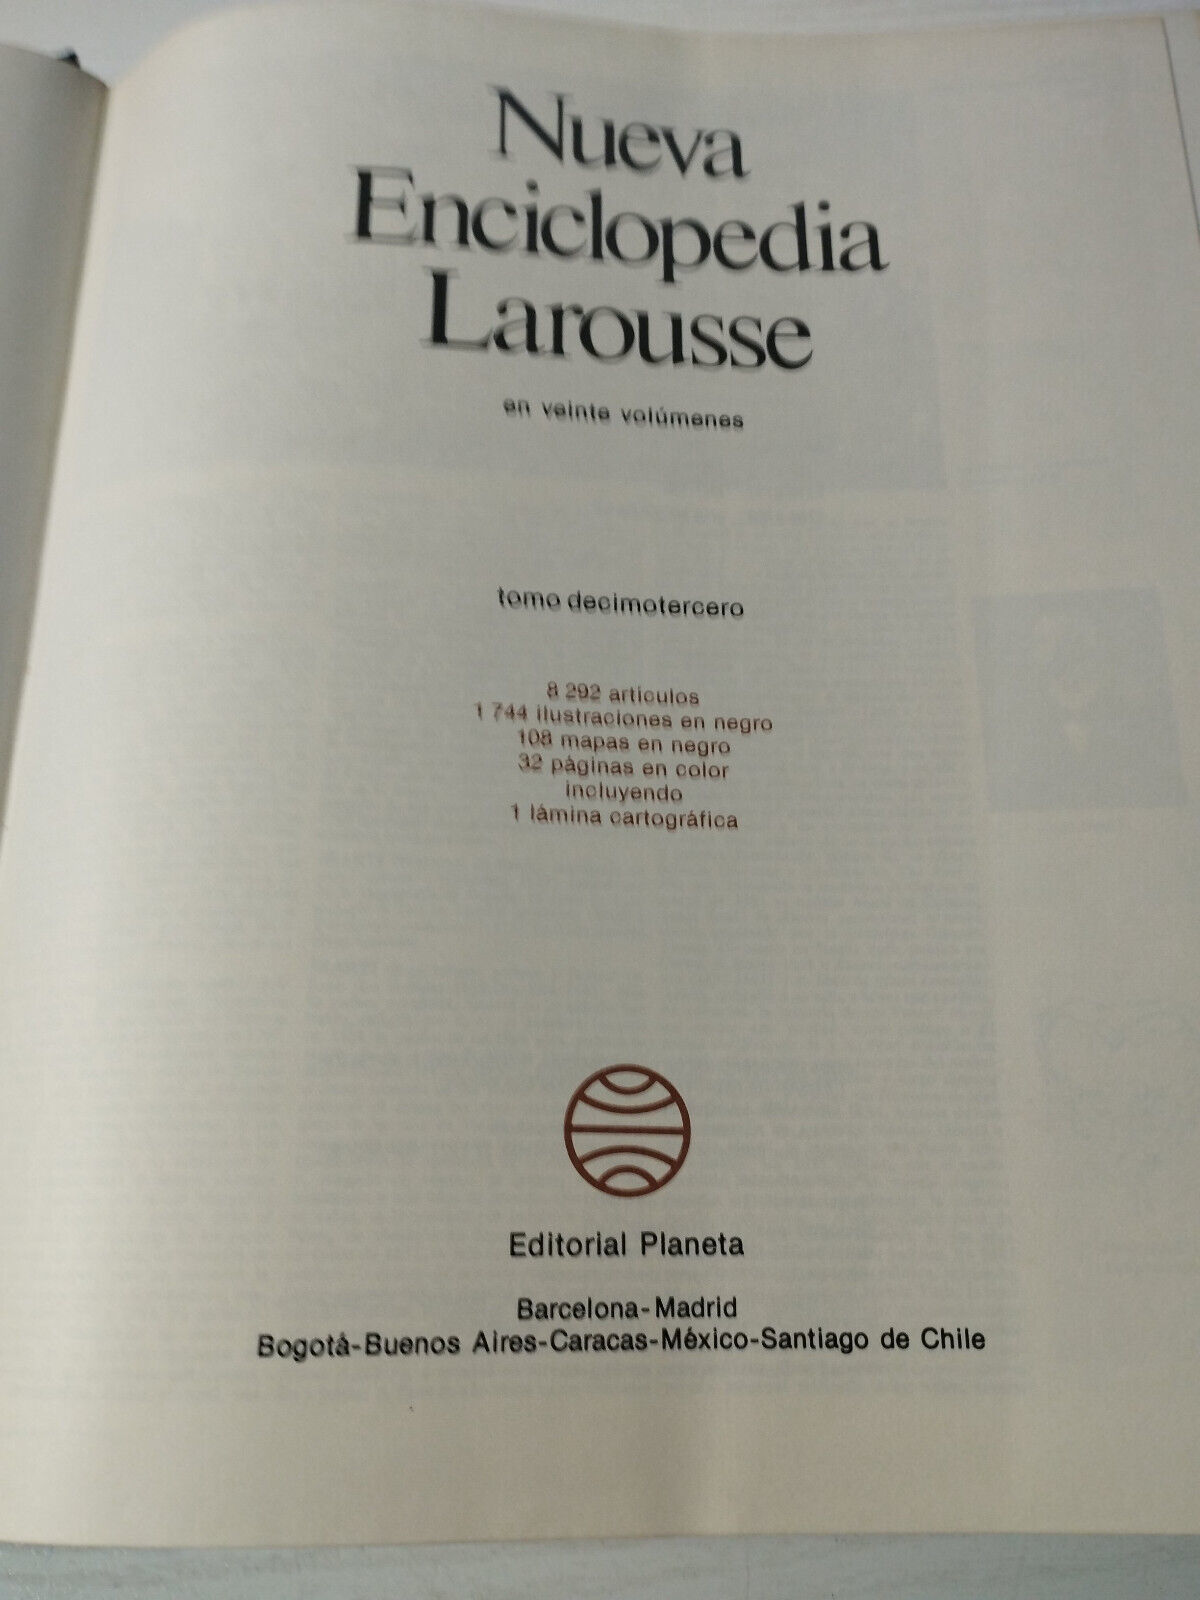 Nueva
Enciclopedia
Larousse
en veinte volúmenes
tomo decimotercero
8 292 artículos
1 744 ilustraciones en negro
108 mapas en negro
32 páginas en color
incluyendo
1 lámina cartográfica
Editorial Planeta
Barcelona-Madrid
Bogotá-Buenos Aires-Caracas-México-Santiago de Chile